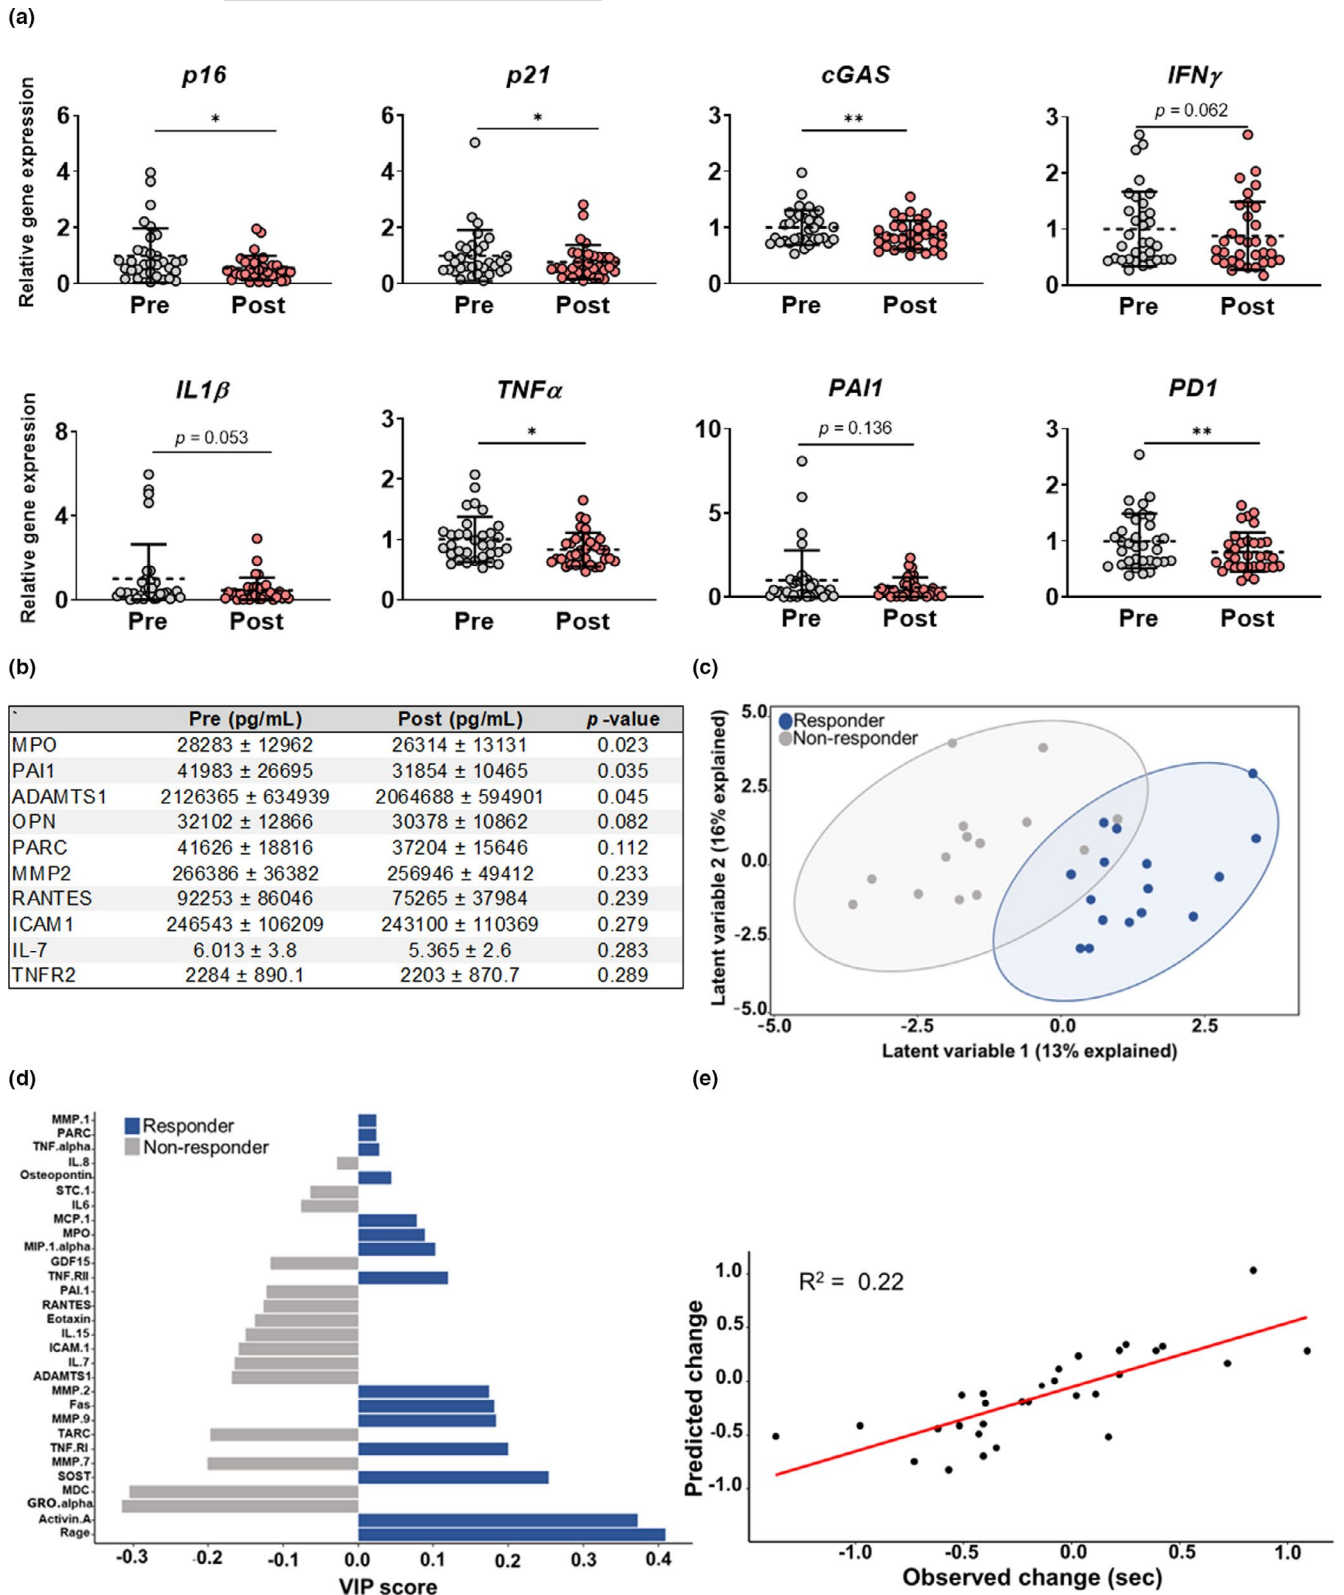 (a)
p16
p21
cGAS
IFNγ
Relative gene expression
6
4
2
0
*
Pre
Post
6
4
2
0
*
Pre
Post
3
2
1
0
**
Pre
Post
3
2
1
0
p = 0.062
Pre
Post
IL1β
TNFα
PAI1
PD1
Relative gene expression
8
4
0
p = 0.053
Pre
Post
3
2
1
0
*
Pre
Post
10
5
0
p = 0.136
Pre
Post
3
2
1
0
**
Pre
Post
(b)
` Pre (pg/mL) Post (pg/mL) p-value
MPO 28283 ± 12962 26314 ± 13131 0.023
PAI1 41983 ± 26695 31854 ± 10465 0.035
ADAMTS1 2126365 ± 634939 2064688 ± 594901 0.045
OPN 32102 ± 12866 30378 ± 10862 0.082
PARC 41626 ± 18816 37204 ± 15646 0.112
MMP2 266386 ± 36382 256946 ± 49412 0.233
RANTES 92253 ± 86046 75265 ± 37984 0.239
ICAM1 246543 ± 106209 243100 ± 110369 0.279
IL-7 6.013 ± 3.8 5.365 ± 2.6 0.283
TNFR2 2284 ± 890.1 2203 ± 870.7 0.289
(c)
Responder
Non-responder
Latent variable 2 (16% explained)
5.0
2.5
0.0
-2.5
-5.0
-5.0 -2.5 0.0 2.5
Latent variable 1 (13% explained)
(d)
Responder
Non-responder
MMP.1
PARC
TNF.alpha
IL.8
Osteopontin
STC.1
IL6
MCP.1
MPO
MIP.1.alpha
GDF15
TNF.RII
PAI.1
RANTES
Eotaxin
IL.15
ICAM.1
IL.7
ADAMTS1
MMP.2
Fas
MMP.9
TARC
TNF.RI
MMP.7
SOST
MDC
GRO.alpha
Activin.A
Rage
-0.3 -0.2 -0.1 0.0 0.1 0.2 0.3 0.4
VIP score
(e)
R² = 0.22
Predicted change
1.0
0.5
0.0
-0.5
-1.0
-1.0 -0.5 0.0 0.5 1.0
Observed change (sec)